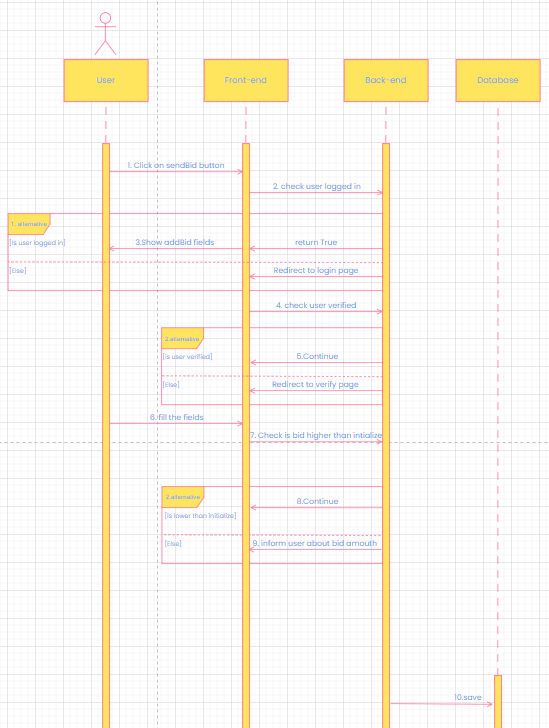 User
Front-end
Back-end
Database
1. Click on sendBid button
2. check user logged in
1 . alternative
[Is user logged in]
3.Show addBid fields
return True
[Else]
Redirect to login page
4. check user verified
2.alternative
[is user verified]
5.Continue
[Else]
Redirect to verify page
6. fill the fields
7. Check is bid higher than intialize
2.alternative
[is lower than initialize]
8.Continue
[Else]
9. inform user about bid amouth
10.save